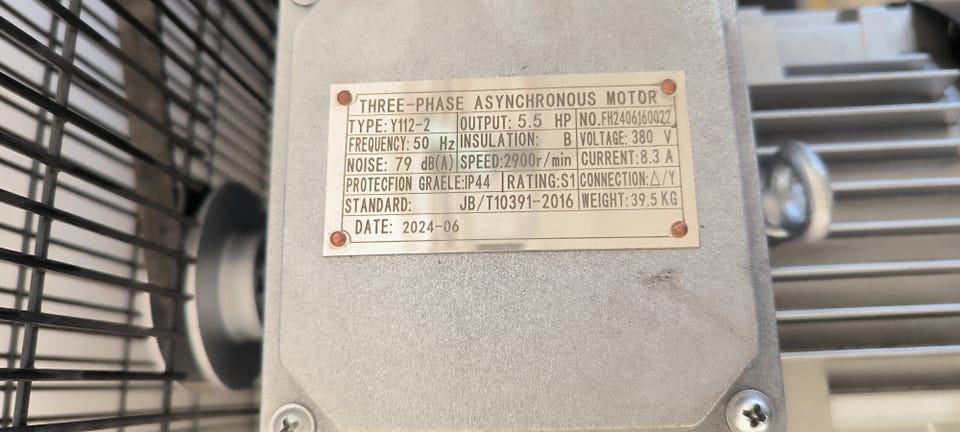 THREE-PHASE ASYNCHRONOUS MOTOR
TYPE: Y112-2 OUTPUT: 5.5 HP NO.FH2406160022
FREQUENCY: 50 Hz INSULATION: B VOLTAGE: 380 V
NOISE: 79 dB(A) SPEED:2900r/min CURRENT:8.3 A
PROTECFION GRAELE:IP44 RATING:S1 CONNECTION:△/Y
STANDARD: JB/T10391-2016 WEIGHT:39.5 KG
DATE: 2024-06